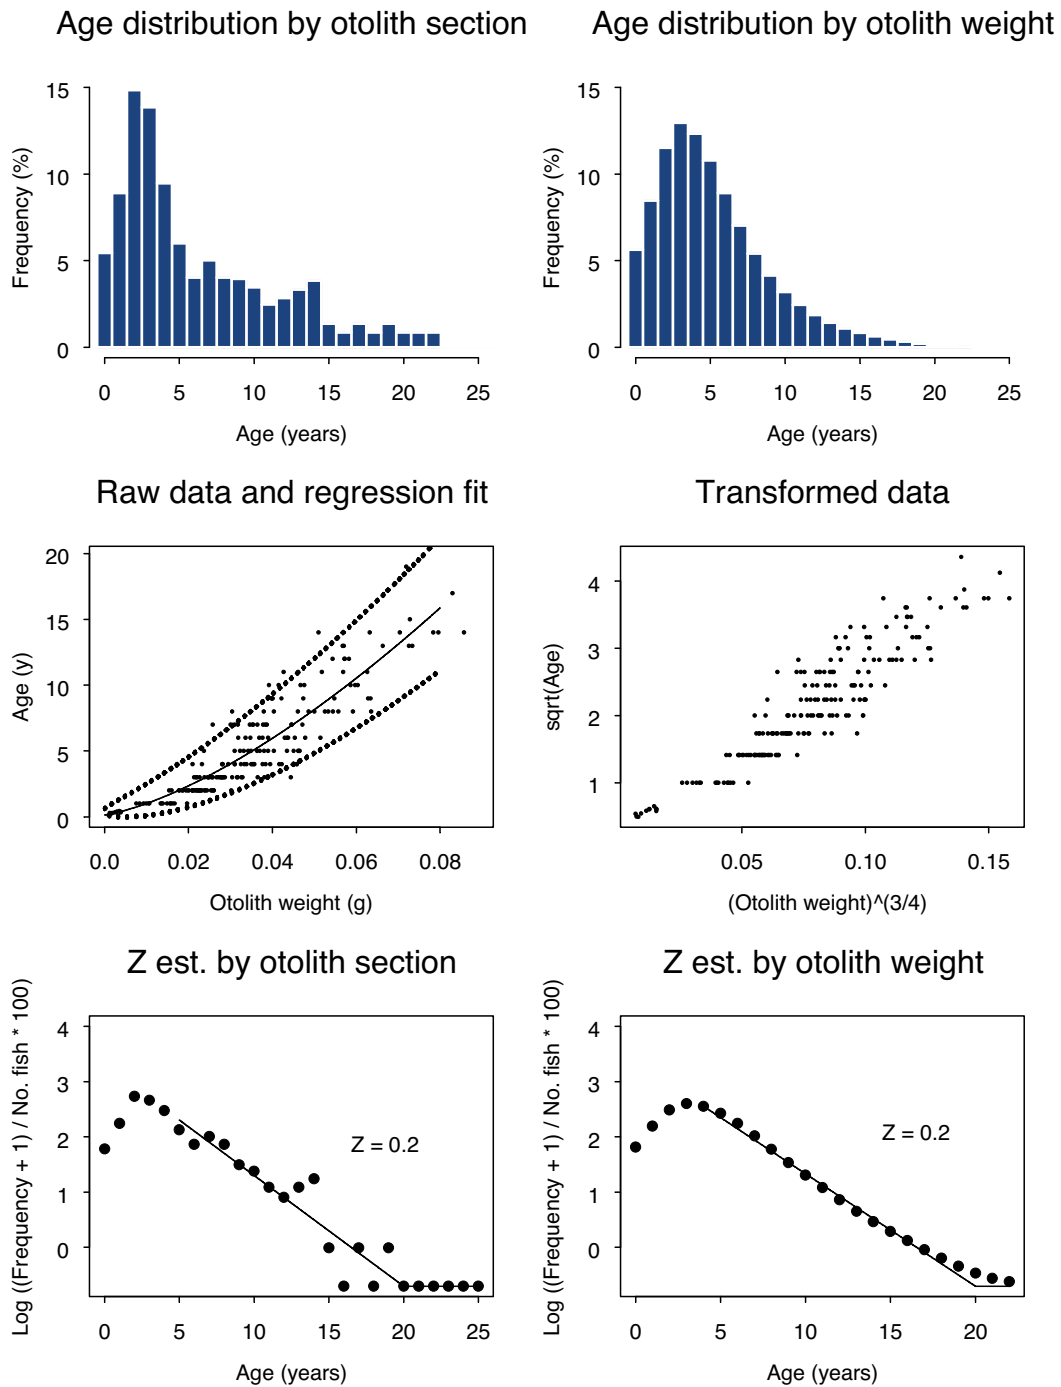 Age distribution by otolith section
Age distribution by otolith weight
Frequency (%)
15
10
5
0
0 5 10 15 20 25
Age (years)
Frequency (%)
15
10
5
0
0 5 10 15 20 25
Age (years)
Raw data and regression fit
Transformed data
Age (y)
20
15
10
5
0
0.0 0.02 0.04 0.06 0.08
Otolith weight (g)
sqrt(Age)
4
3
2
1
0.05 0.10 0.15
(Otolith weight)^(3/4)
Z est. by otolith section
Z est. by otolith weight
Log ((Frequency + 1) / No. fish * 100)
4
3
2
1
0
Z = 0.2
0 5 10 15 20 25
Age (years)
Log ((Frequency + 1) / No. fish * 100)
4
3
2
1
0
Z = 0.2
0 5 10 15 20
Age (years)